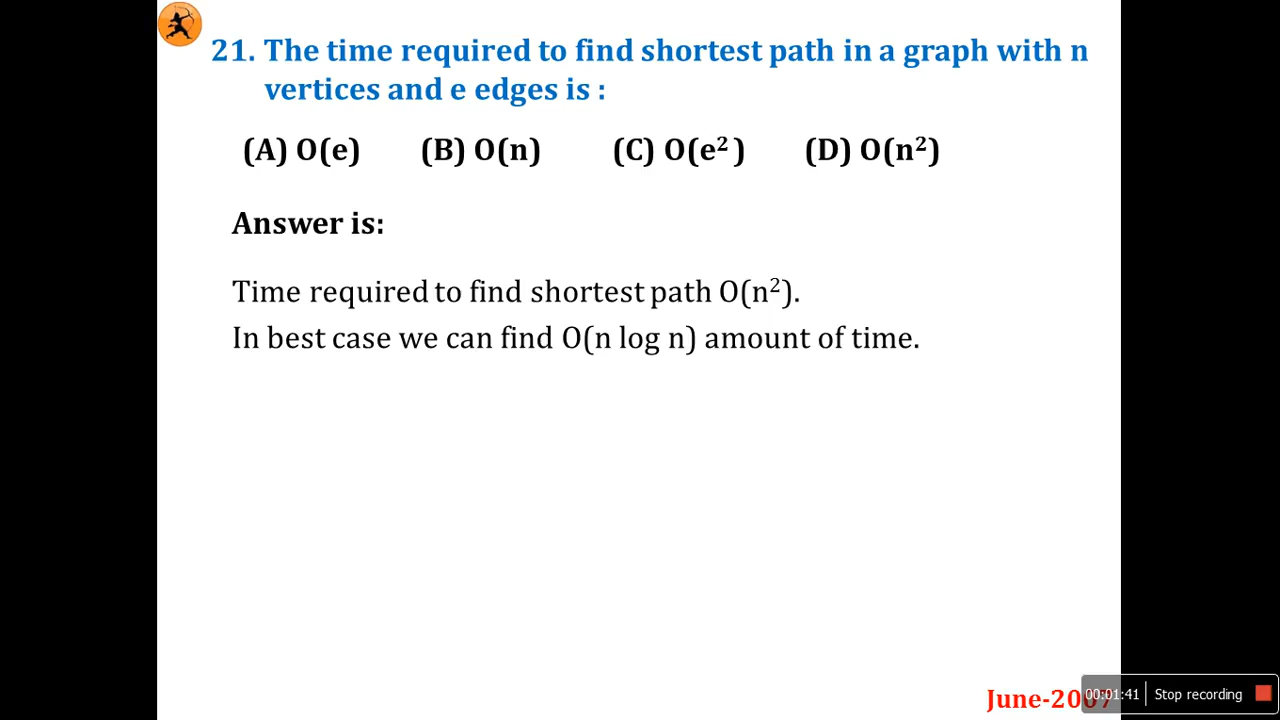 21. The time required to find shortest path in a graph with n
vertices and e edges is :
(A) O(e) (B) O(n) (C) O(e²) (D) O(n²)
Answer is:
Time required to find shortest path O(n²).
In best case we can find O(n log n) amount of time.
June-2007
00:01:41 Stop recording